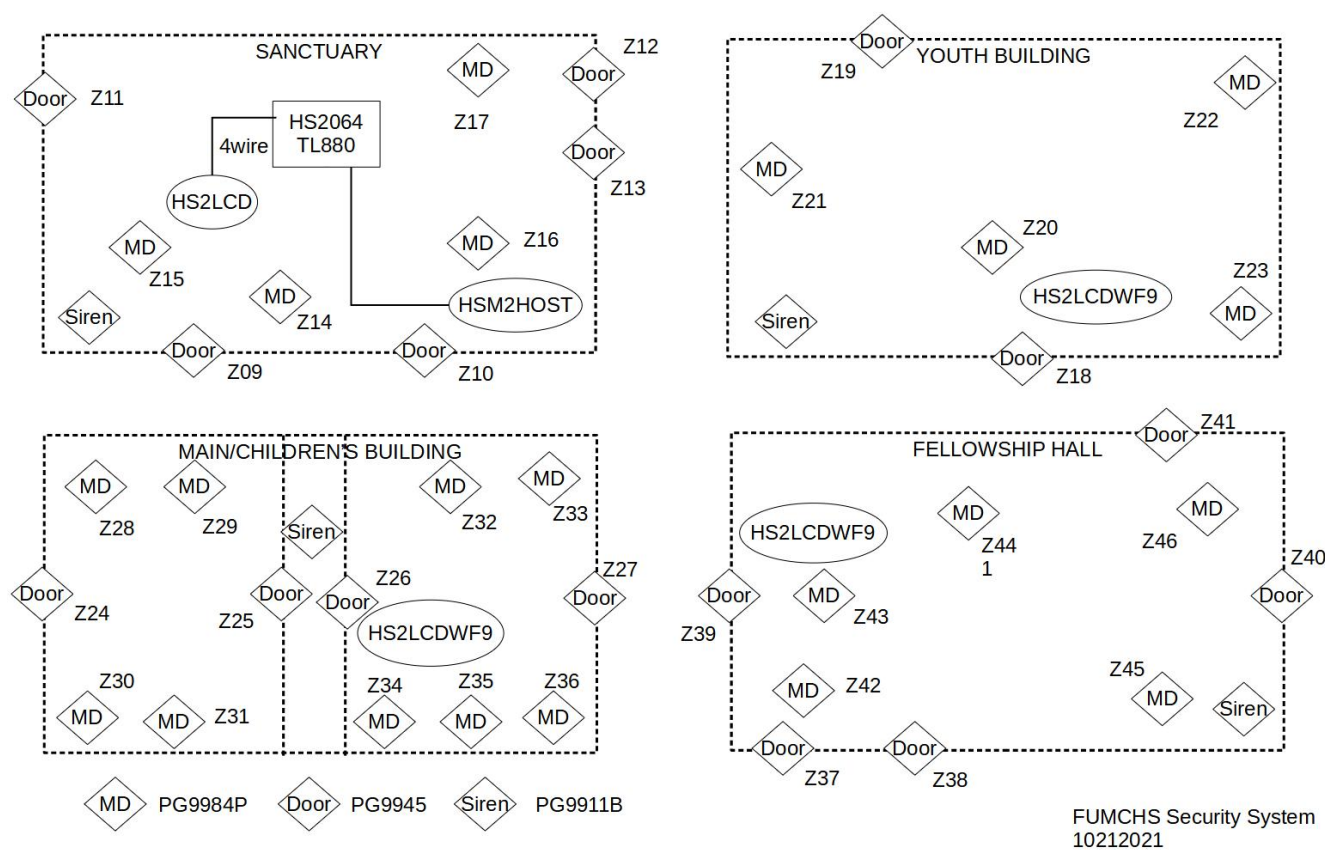 SANCTUARY
Z12
MD
Door
Door
Z11
Z17
HS2064
TL880
4wire
Door
Z13
HS2LCD
MD
Z15
MD
Z16
MD
Z14
HSM2HOST
Siren
Door
Z09
Door
Z10
Door
YOUTH BUILDING
Z19
MD
Z22
MD
Z21
Z20
MD
Z23
HS2LCDWF9
MD
Siren
Door
Z18
MAIN/CHILDREN'S BUILDING
MD
Z28
MD
Z29
Siren
MD
Z32
MD
Z33
Door
Z24
Door
Z25
Z26
Door
Z27
Door
HS2LCDWF9
Z30
MD
MD
Z31
Z34
MD
Z35
MD
Z36
MD
Z41
Door
FELLOWSHIP HALL
HS2LCDWF9
MD
Z44
1
MD
Z46
Z40
Door
Door
Z39
MD
Z43
MD
Z42
Z45
MD
Siren
Door
Z37
Door
Z38
MD PG9984P
Door PG9945
Siren PG9911B
FUMCHS Security System
10212021